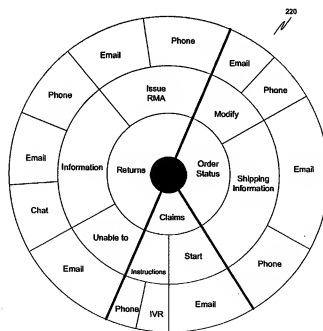 220
Phone
Email
Email
Phone
Issue
RMA
Modify
Phone
Email
Information
Returns
Order
Status
Shipping
Information
Email
Chat
Claims
Unable to
Start
Instructions
Phone
Email
Phone
IVR
Email